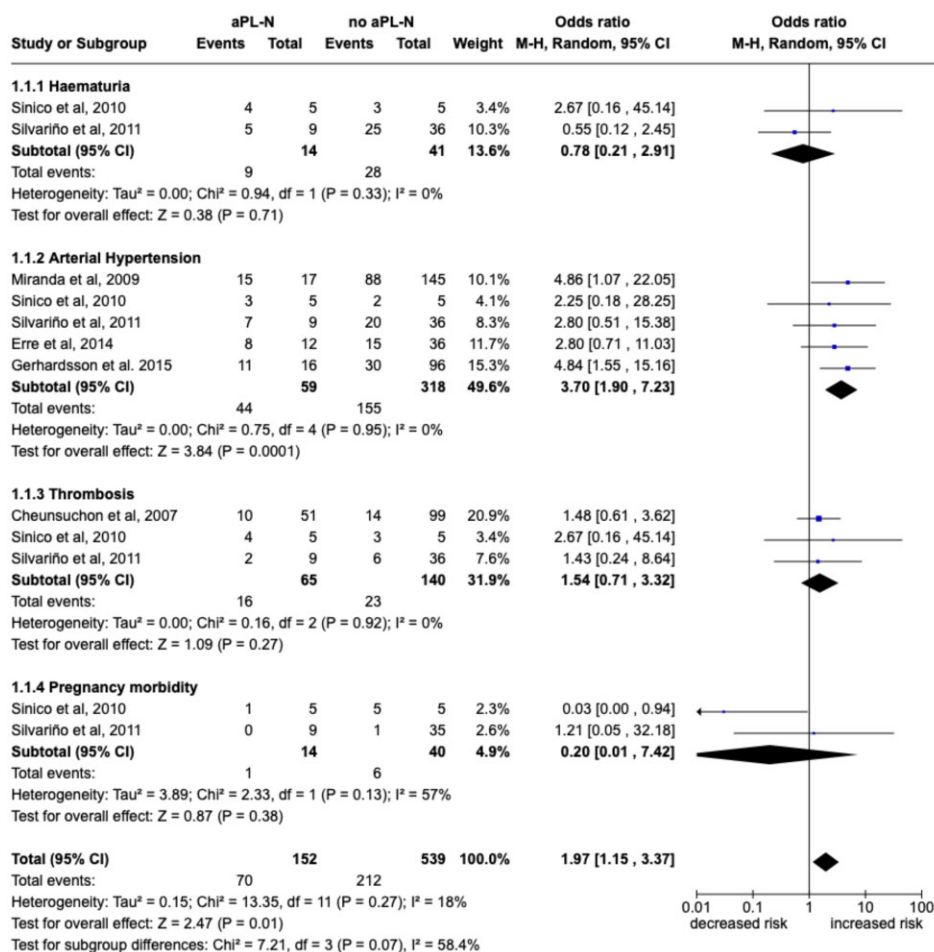 aPL-N no aPL-N Odds ratio Odds ratio
Study or Subgroup Events Total Events Total Weight M-H, Random, 95% CI M-H, Random, 95% CI
1.1.1 Haematuria
Sinico et al, 2010 4 5 3 5 3.4% 2.67 [0.16 , 45.14]
Silvariño et al, 2011 5 9 25 36 10.3% 0.55 [0.12 , 2.45]
Subtotal (95% CI) 14 41 13.6% 0.78 [0.21 , 2.91]
Total events: 9 28
Heterogeneity: Tau² = 0.00; Chi² = 0.94, df = 1 (P = 0.33); I² = 0%
Test for overall effect: Z = 0.38 (P = 0.71)
1.1.2 Arterial Hypertension
Miranda et al, 2009 15 17 88 145 10.1% 4.86 [1.07 , 22.05]
Sinico et al, 2010 3 5 2 5 4.1% 2.25 [0.18 , 28.25]
Silvariño et al, 2011 7 9 20 36 8.3% 2.80 [0.51 , 15.38]
Erre et al, 2014 8 12 15 36 11.7% 2.80 [0.71 , 11.03]
Gerhardsson et al. 2015 11 16 30 96 15.3% 4.84 [1.55 , 15.16]
Subtotal (95% CI) 59 318 49.6% 3.70 [1.90 , 7.23]
Total events: 44 155
Heterogeneity: Tau² = 0.00; Chi² = 0.75, df = 4 (P = 0.95); I² = 0%
Test for overall effect: Z = 3.84 (P = 0.0001)
1.1.3 Thrombosis
Cheunsuchon et al, 2007 10 51 14 99 20.9% 1.48 [0.61 , 3.62]
Sinico et al, 2010 4 5 3 5 3.4% 2.67 [0.16 , 45.14]
Silvariño et al, 2011 2 9 6 36 7.6% 1.43 [0.24 , 8.64]
Subtotal (95% CI) 65 140 31.9% 1.54 [0.71 , 3.32]
Total events: 16 23
Heterogeneity: Tau² = 0.00; Chi² = 0.16, df = 2 (P = 0.92); I² = 0%
Test for overall effect: Z = 1.09 (P = 0.27)
1.1.4 Pregnancy morbidity
Sinico et al, 2010 1 5 5 5 2.3% 0.03 [0.00 , 0.94]
Silvariño et al, 2011 0 9 1 35 2.6% 1.21 [0.05 , 32.18]
Subtotal (95% CI) 14 40 4.9% 0.20 [0.01 , 7.42]
Total events: 1 6
Heterogeneity: Tau² = 3.89; Chi² = 2.33, df = 1 (P = 0.13); I² = 57%
Test for overall effect: Z = 0.87 (P = 0.38)
Total (95% CI) 152 539 100.0% 1.97 [1.15 , 3.37]
Total events: 70 212
Heterogeneity: Tau² = 0.15; Chi² = 13.35, df = 11 (P = 0.27); I² = 18%
0.01 0.1 1 10 100
Test for overall effect: Z = 2.47 (P = 0.01)
decreased risk increased risk
Test for subgroup differences: Chi² = 7.21, df = 3 (P = 0.07), I² = 58.4%